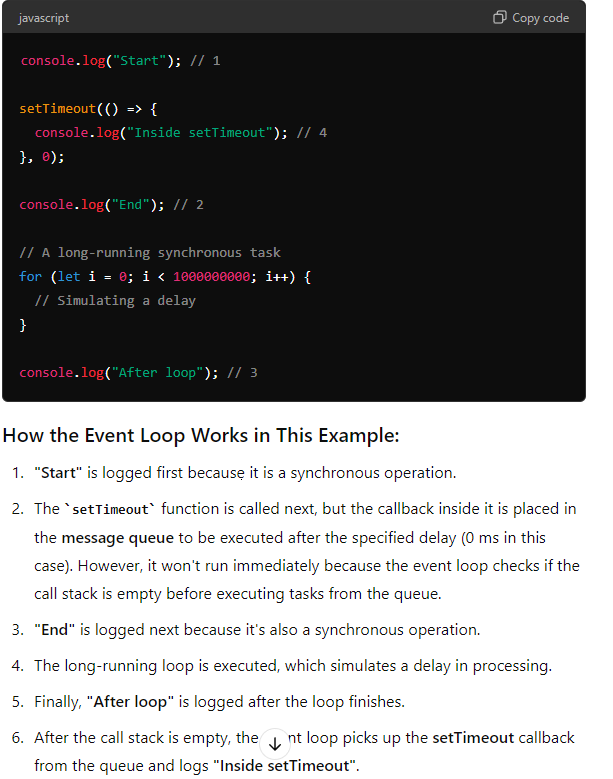 javascript
Copy code
console.log("Start"); // 1
setTimeout(() => {
  console.log("Inside setTimeout"); // 4
}, 0);
console.log("End"); // 2
// A long-running synchronous task
for (let i = 0; i < 1000000000; i++) {
  // Simulating a delay
}
console.log("After loop"); // 3
How the Event Loop Works in This Example:
1. "Start" is logged first because it is a synchronous operation.
2. The `setTimeout` function is called next, but the callback inside it is placed in
the message queue to be executed after the specified delay (0 ms in this
case). However, it won't run immediately because the event loop checks if the
call stack is empty before executing tasks from the queue.
3. "End" is logged next because it's also a synchronous operation.
4. The long-running loop is executed, which simulates a delay in processing.
5. Finally, "After loop" is logged after the loop finishes.
6. After the call stack is empty, the nt loop picks up the setTimeout callback
from the queue and logs "Inside setTimeout".